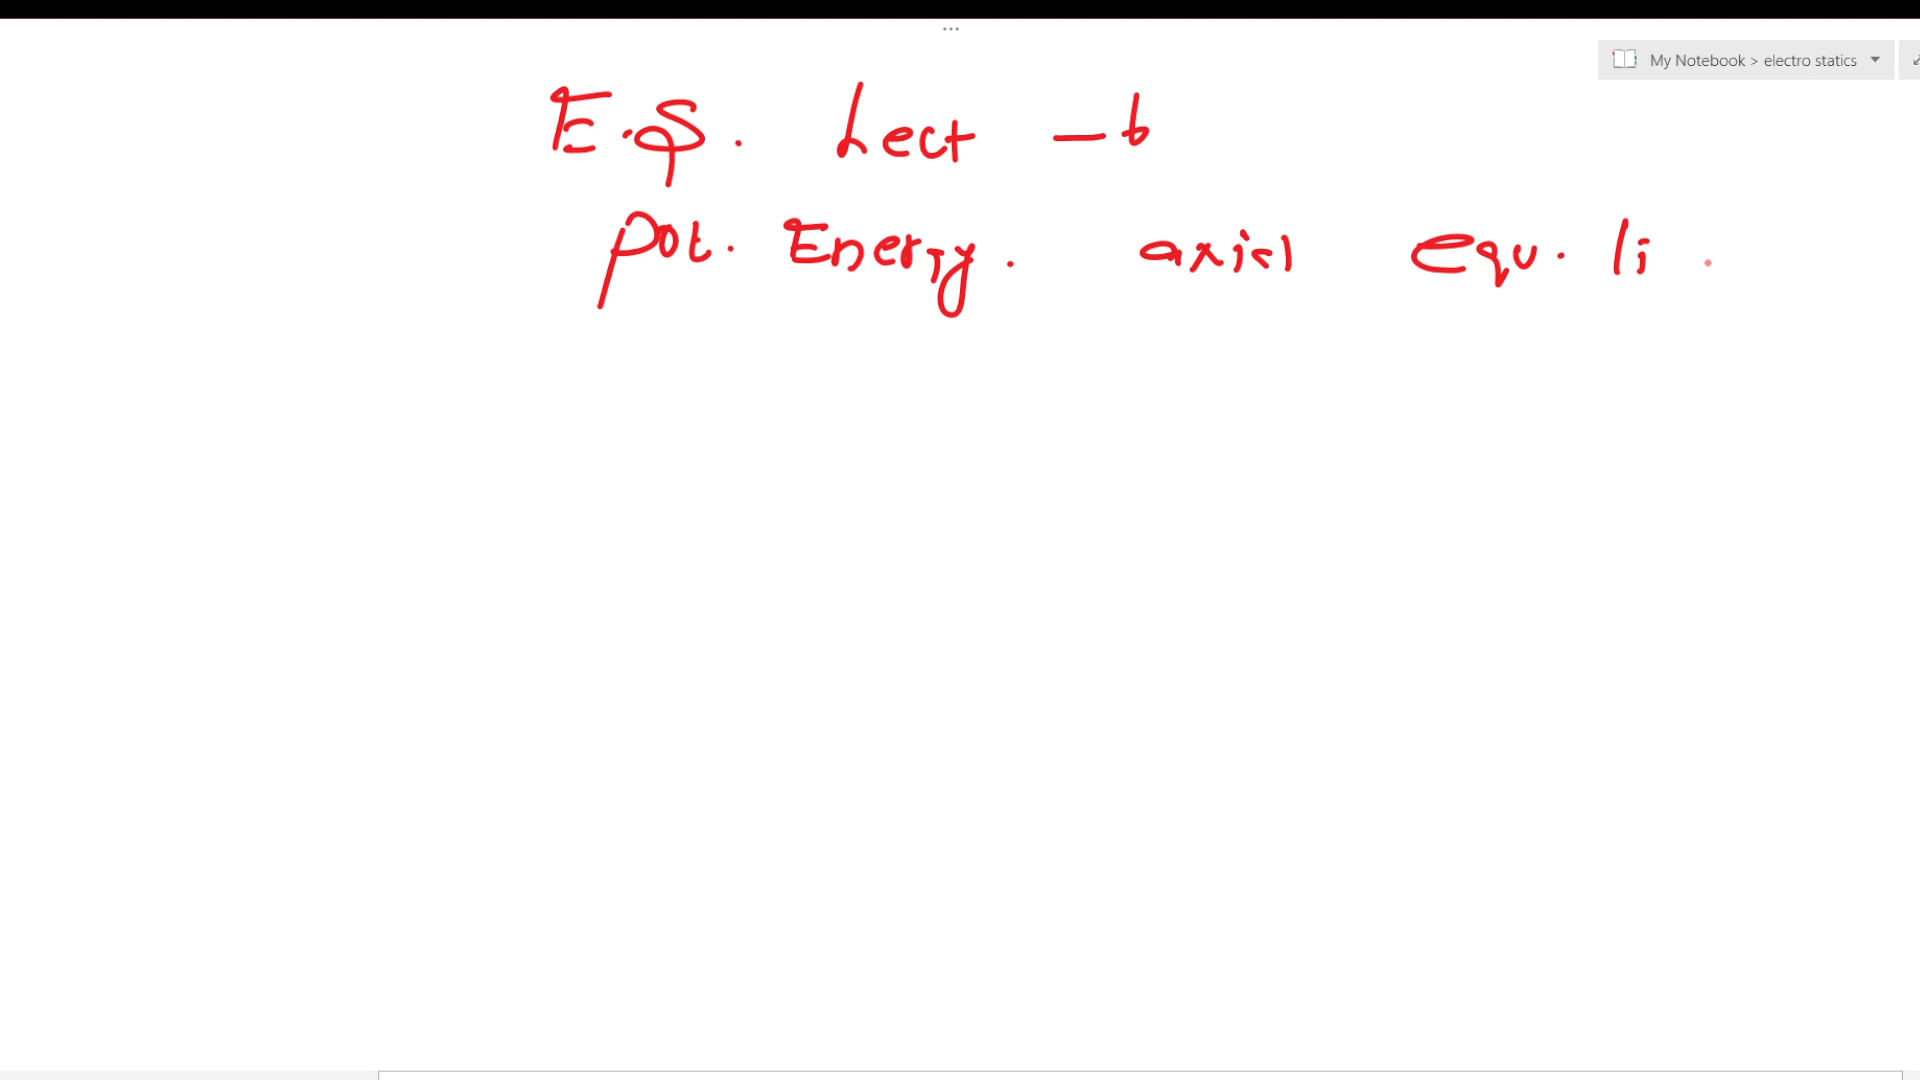 My Notebook > electro statics
E.S. Lect - 6
Pot. Energy. axial equ. li